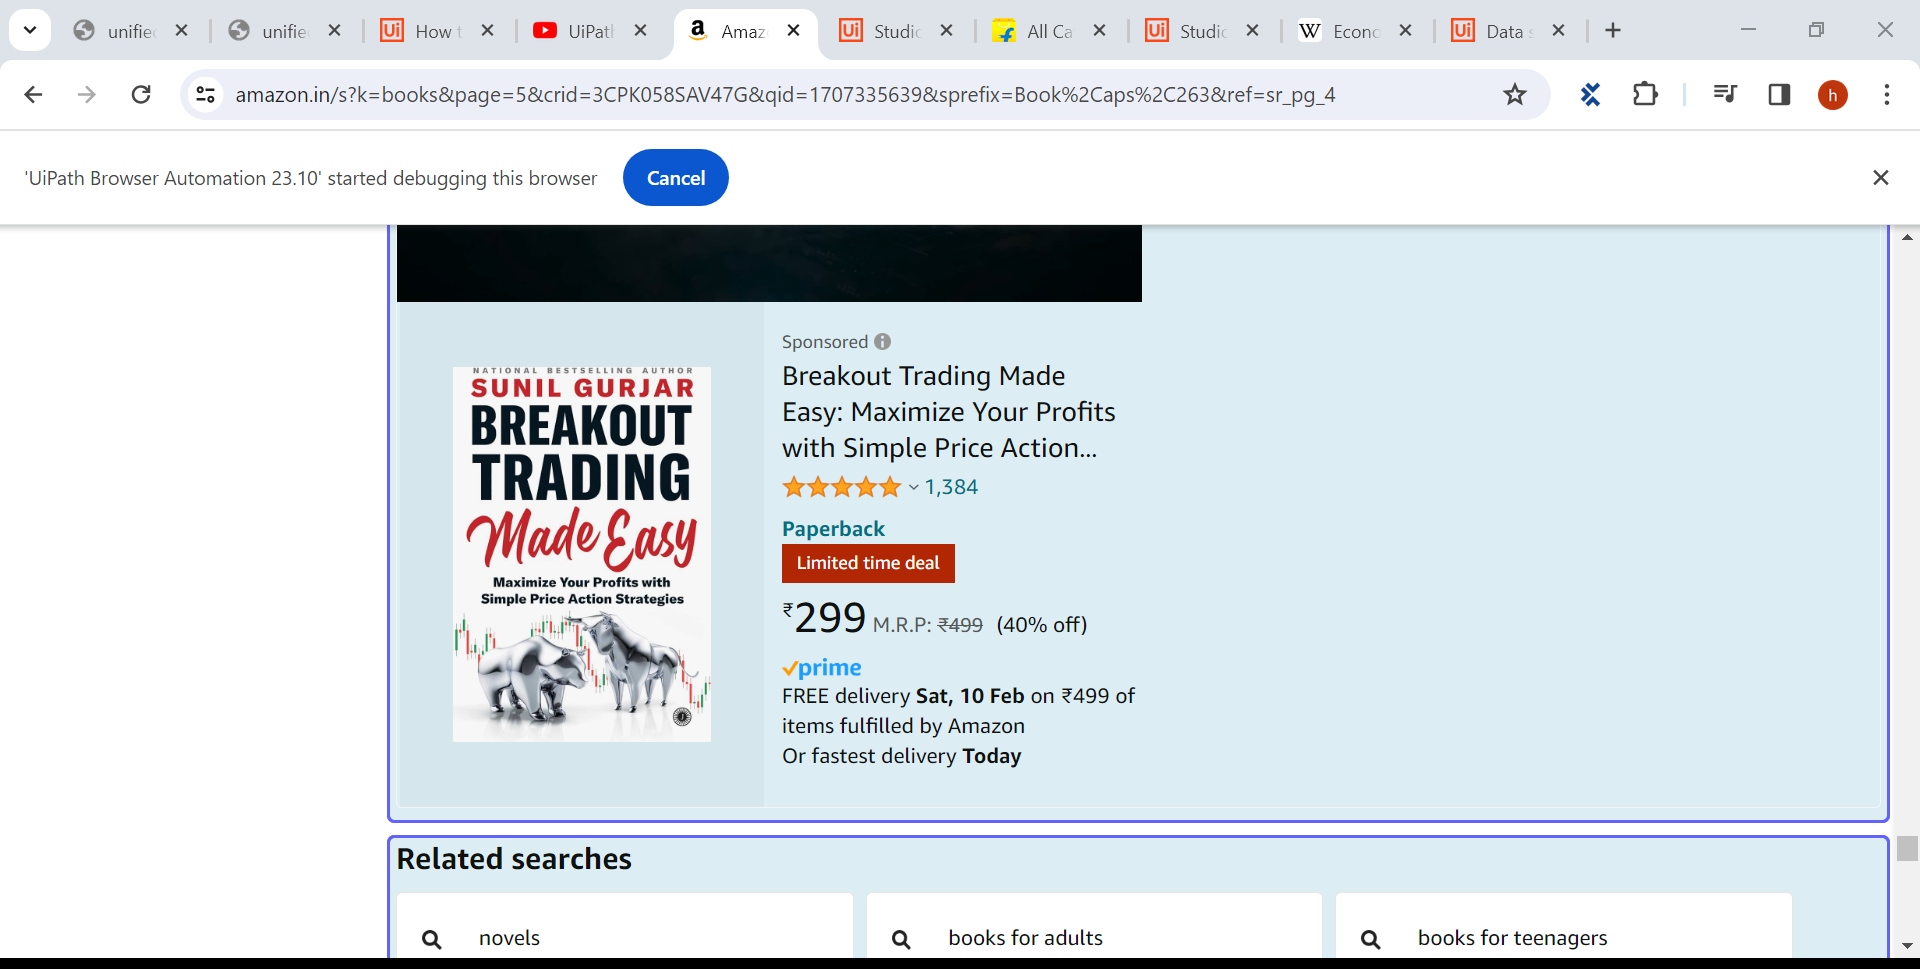 unifie
unifie
How t
UiPath
Amaz
Studio
All Ca
Studio
W
Econo
Data s
amazon.in/s?k=books&page=5&crid=3CPK058SAV47G&qid=1707335639&sprefix=Book%2Caps%2C263&ref=sr_pg_4
h
'UiPath Browser Automation 23.10' started debugging this browser
Cancel
NATIONAL BESTSELLING AUTHOR
SUNIL GURJAR
BREAKOUT
TRADING
Made Easy
Maximize Your Profits with
Simple Price Action Strategies
Sponsored
Breakout Trading Made
Easy: Maximize Your Profits
with Simple Price Action...
1,384
Paperback
Limited time deal
₹299 M.R.P: ₹499 (40% off)
prime
FREE delivery Sat, 10 Feb on ₹499 of
items fulfilled by Amazon
Or fastest delivery Today
Related searches
novels
books for adults
books for teenagers